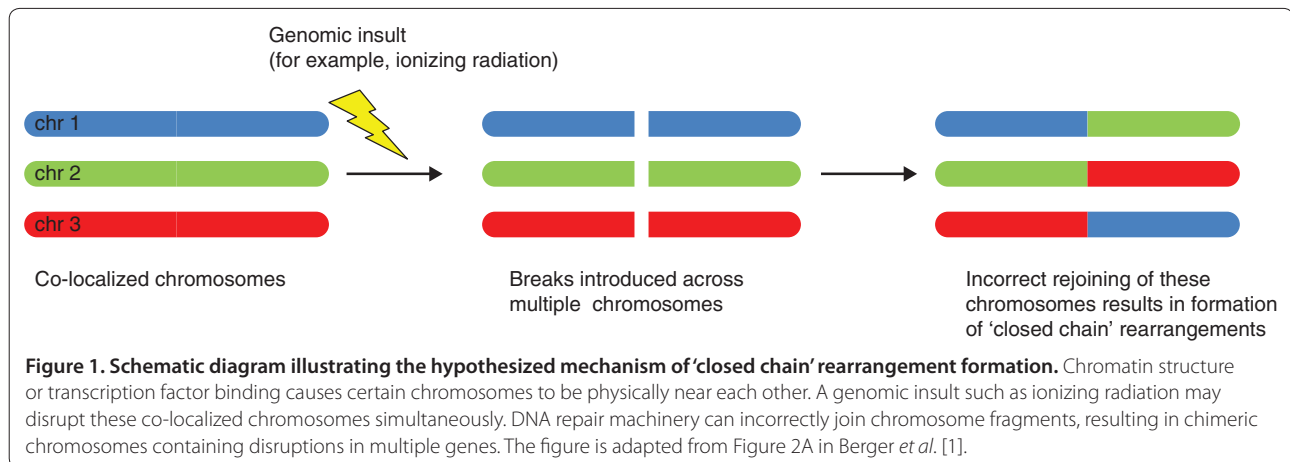 Genomic insult
(for example, ionizing radiation)
chr 1
chr 2
chr 3
Co-localized chromosomes
Breaks introduced across
multiple chromosomes
Incorrect rejoining of these
chromosomes results in formation
of ‘closed chain’ rearrangements
Figure 1. Schematic diagram illustrating the hypothesized mechanism of ‘closed chain’ rearrangement formation. Chromatin structure
or transcription factor binding causes certain chromosomes to be physically near each other. A genomic insult such as ionizing radiation may
disrupt these co-localized chromosomes simultaneously. DNA repair machinery can incorrectly join chromosome fragments, resulting in chimeric
chromosomes containing disruptions in multiple genes. The figure is adapted from Figure 2A in Berger et al. [1].